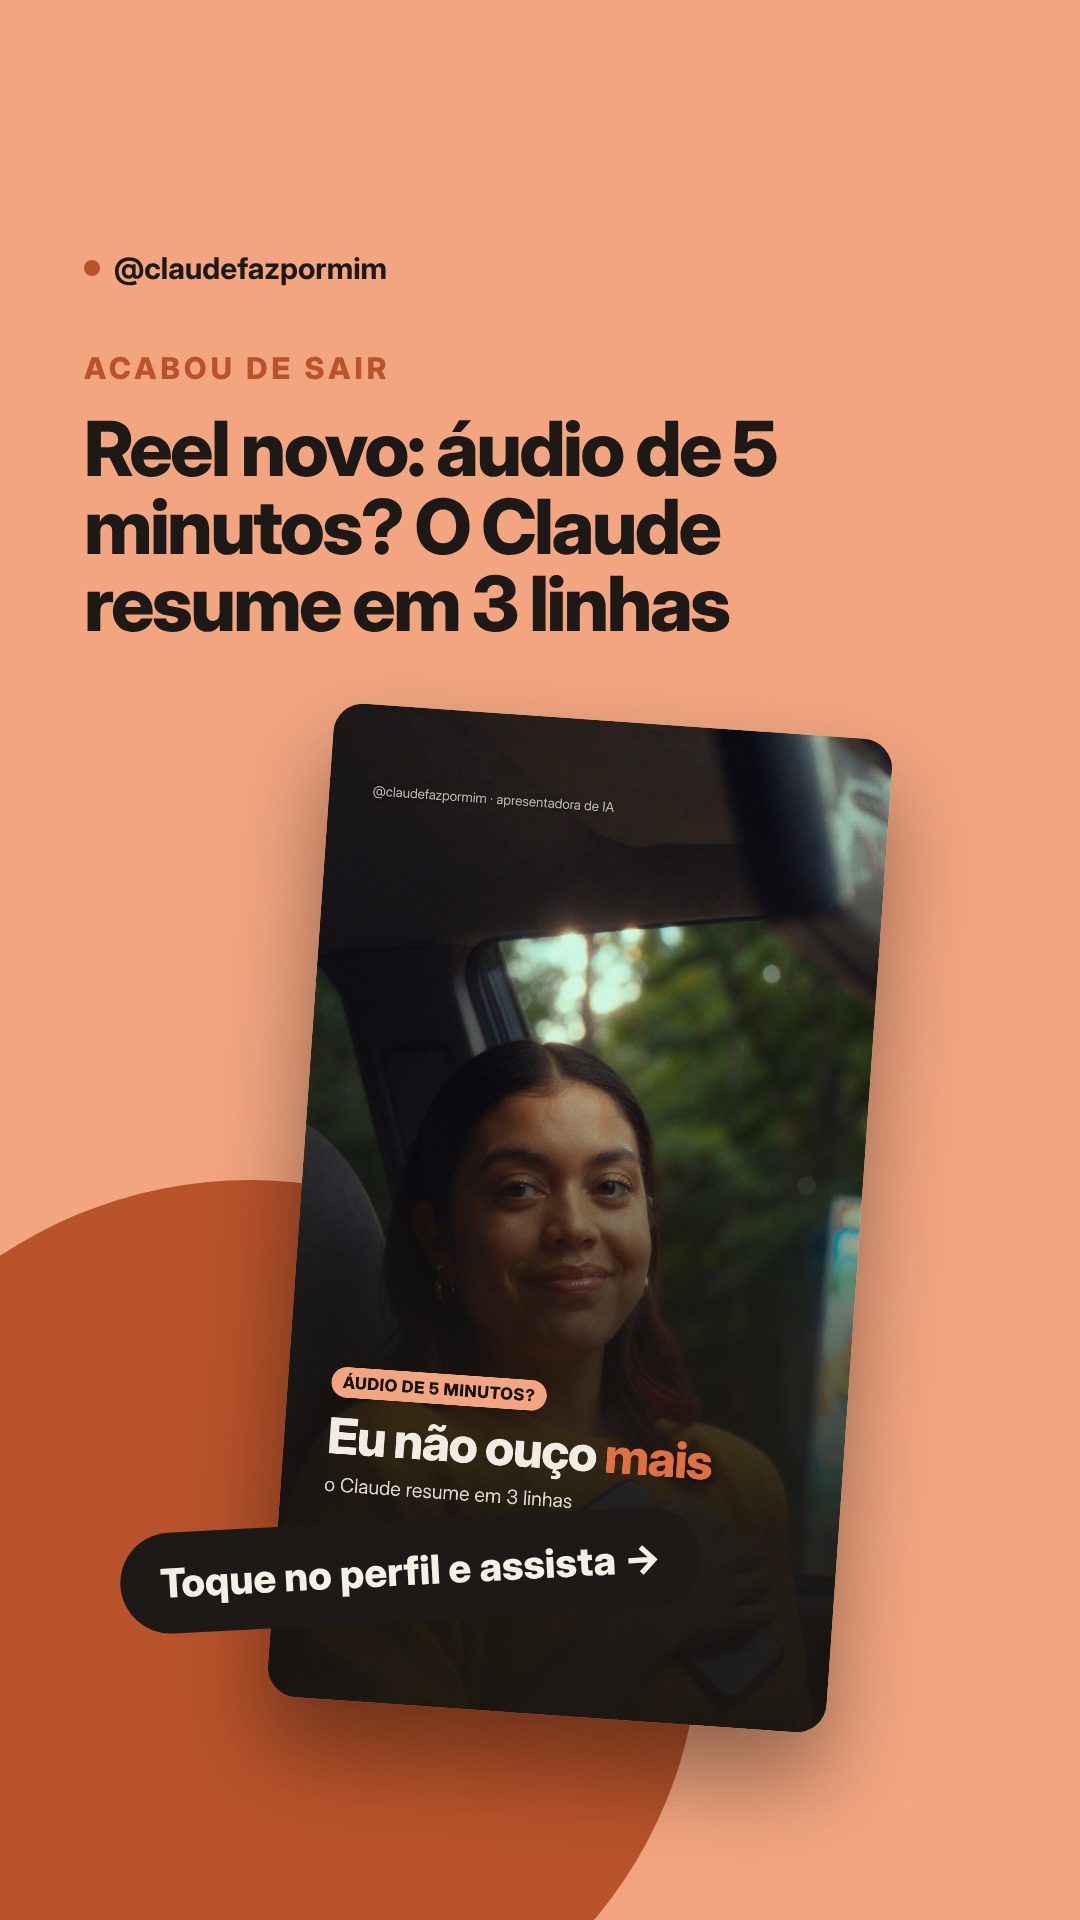 @claudefazpormim
ACABOU DE SAIR
Reel novo: áudio de 5
minutos? O Claude
resume em 3 linhas
@claudefazpormim · apresentadora de IA
ÁUDIO DE 5 MINUTOS?
Eu não ouço mais
o Claude resume em 3 linhas
Toque no perfil e assista →